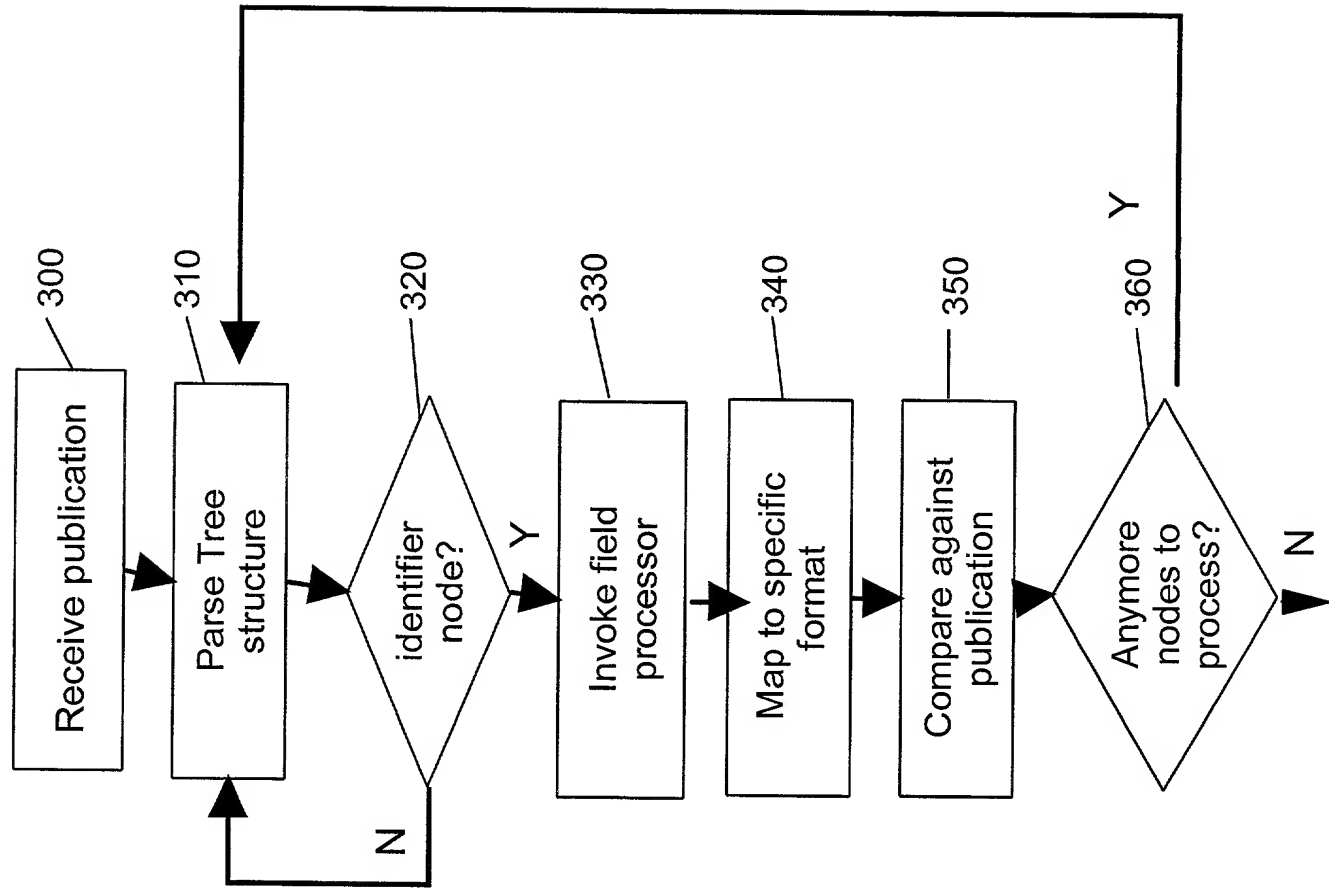 300
Receive publication
310
Parse Tree
structure
320
identifier
node?
N
Y
330
Invoke field
processor
340
Map to specific
format
350
Compare against
publication
360
Anymore
nodes to
process?
Y
N